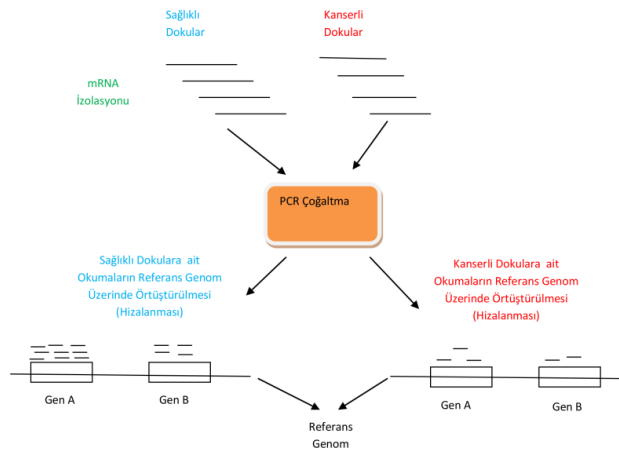 Sağlıklı
Dokular
Kanserli
Dokular
mRNA
İzolasyonu
PCR Çoğaltma
Sağlıklı Dokulara ait
Okumaların Referans Genom
Üzerinde Örtüştürülmesi
(Hizalanması)
Kanserli Dokulara ait
Okumaların Referans Genom
Üzerinde Örtüştürülmesi
(Hizalanması)
Gen A
Gen B
Gen A
Gen B
Referans
Genom